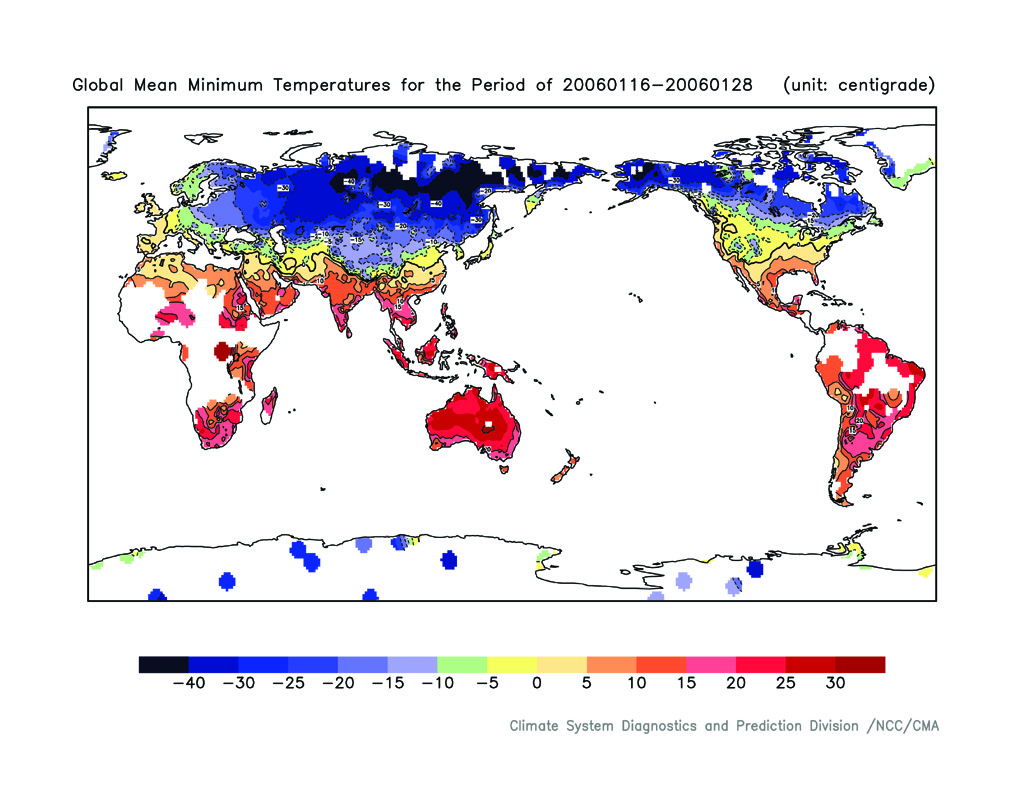 Global Mean Minimum Temperatures for the Period of 20060116−20060128 (unit: centigrade)
−40 −30 −25 −20 −15 −10 −5 0 5 10 15 20 25 30
Climate System Diagnostics and Prediction Division /NCC/CMA